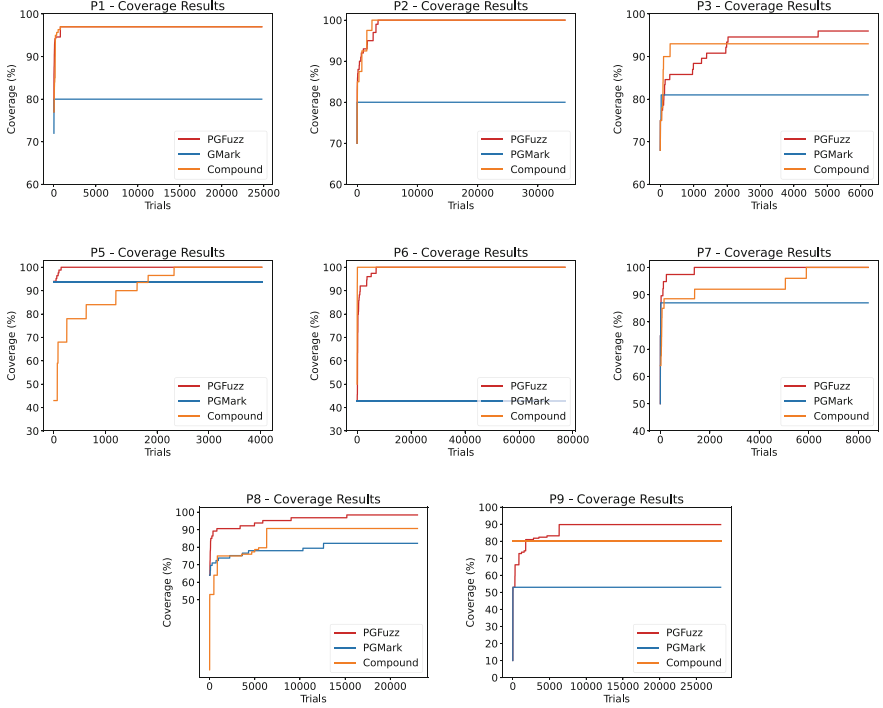 P1 - Coverage Results
Coverage (%)
100
90
80
70
60
0 5000 10000 15000 20000 25000
Trials
PGFuzz
GMark
Compound
P2 - Coverage Results
Coverage (%)
100
90
80
70
60
0 10000 20000 30000
Trials
PGFuzz
PGMark
Compound
P3 - Coverage Results
Coverage (%)
100
90
80
70
60
0 1000 2000 3000 4000 5000 6000
Trials
PGFuzz
PGMark
Compound
P5 - Coverage Results
Coverage (%)
100
90
80
70
60
50
40
30
0 1000 2000 3000 4000
Trials
PGFuzz
PGMark
Compound
P6 - Coverage Results
Coverage (%)
100
90
80
70
60
50
40
30
0 20000 40000 60000 80000
Trials
PGFuzz
PGMark
Compound
P7 - Coverage Results
Coverage (%)
100
90
80
70
60
50
40
0 2000 4000 6000 8000
Trials
PGFuzz
PGMark
Compound
P8 - Coverage Results
Coverage (%)
100
90
80
70
60
50
0 5000 10000 15000 20000
Trials
PGFuzz
PGMark
Compound
P9 - Coverage Results
Coverage (%)
100
90
80
70
60
50
40
30
20
10
0
0 5000 10000 15000 20000 25000
Trials
PGFuzz
PGMark
Compound